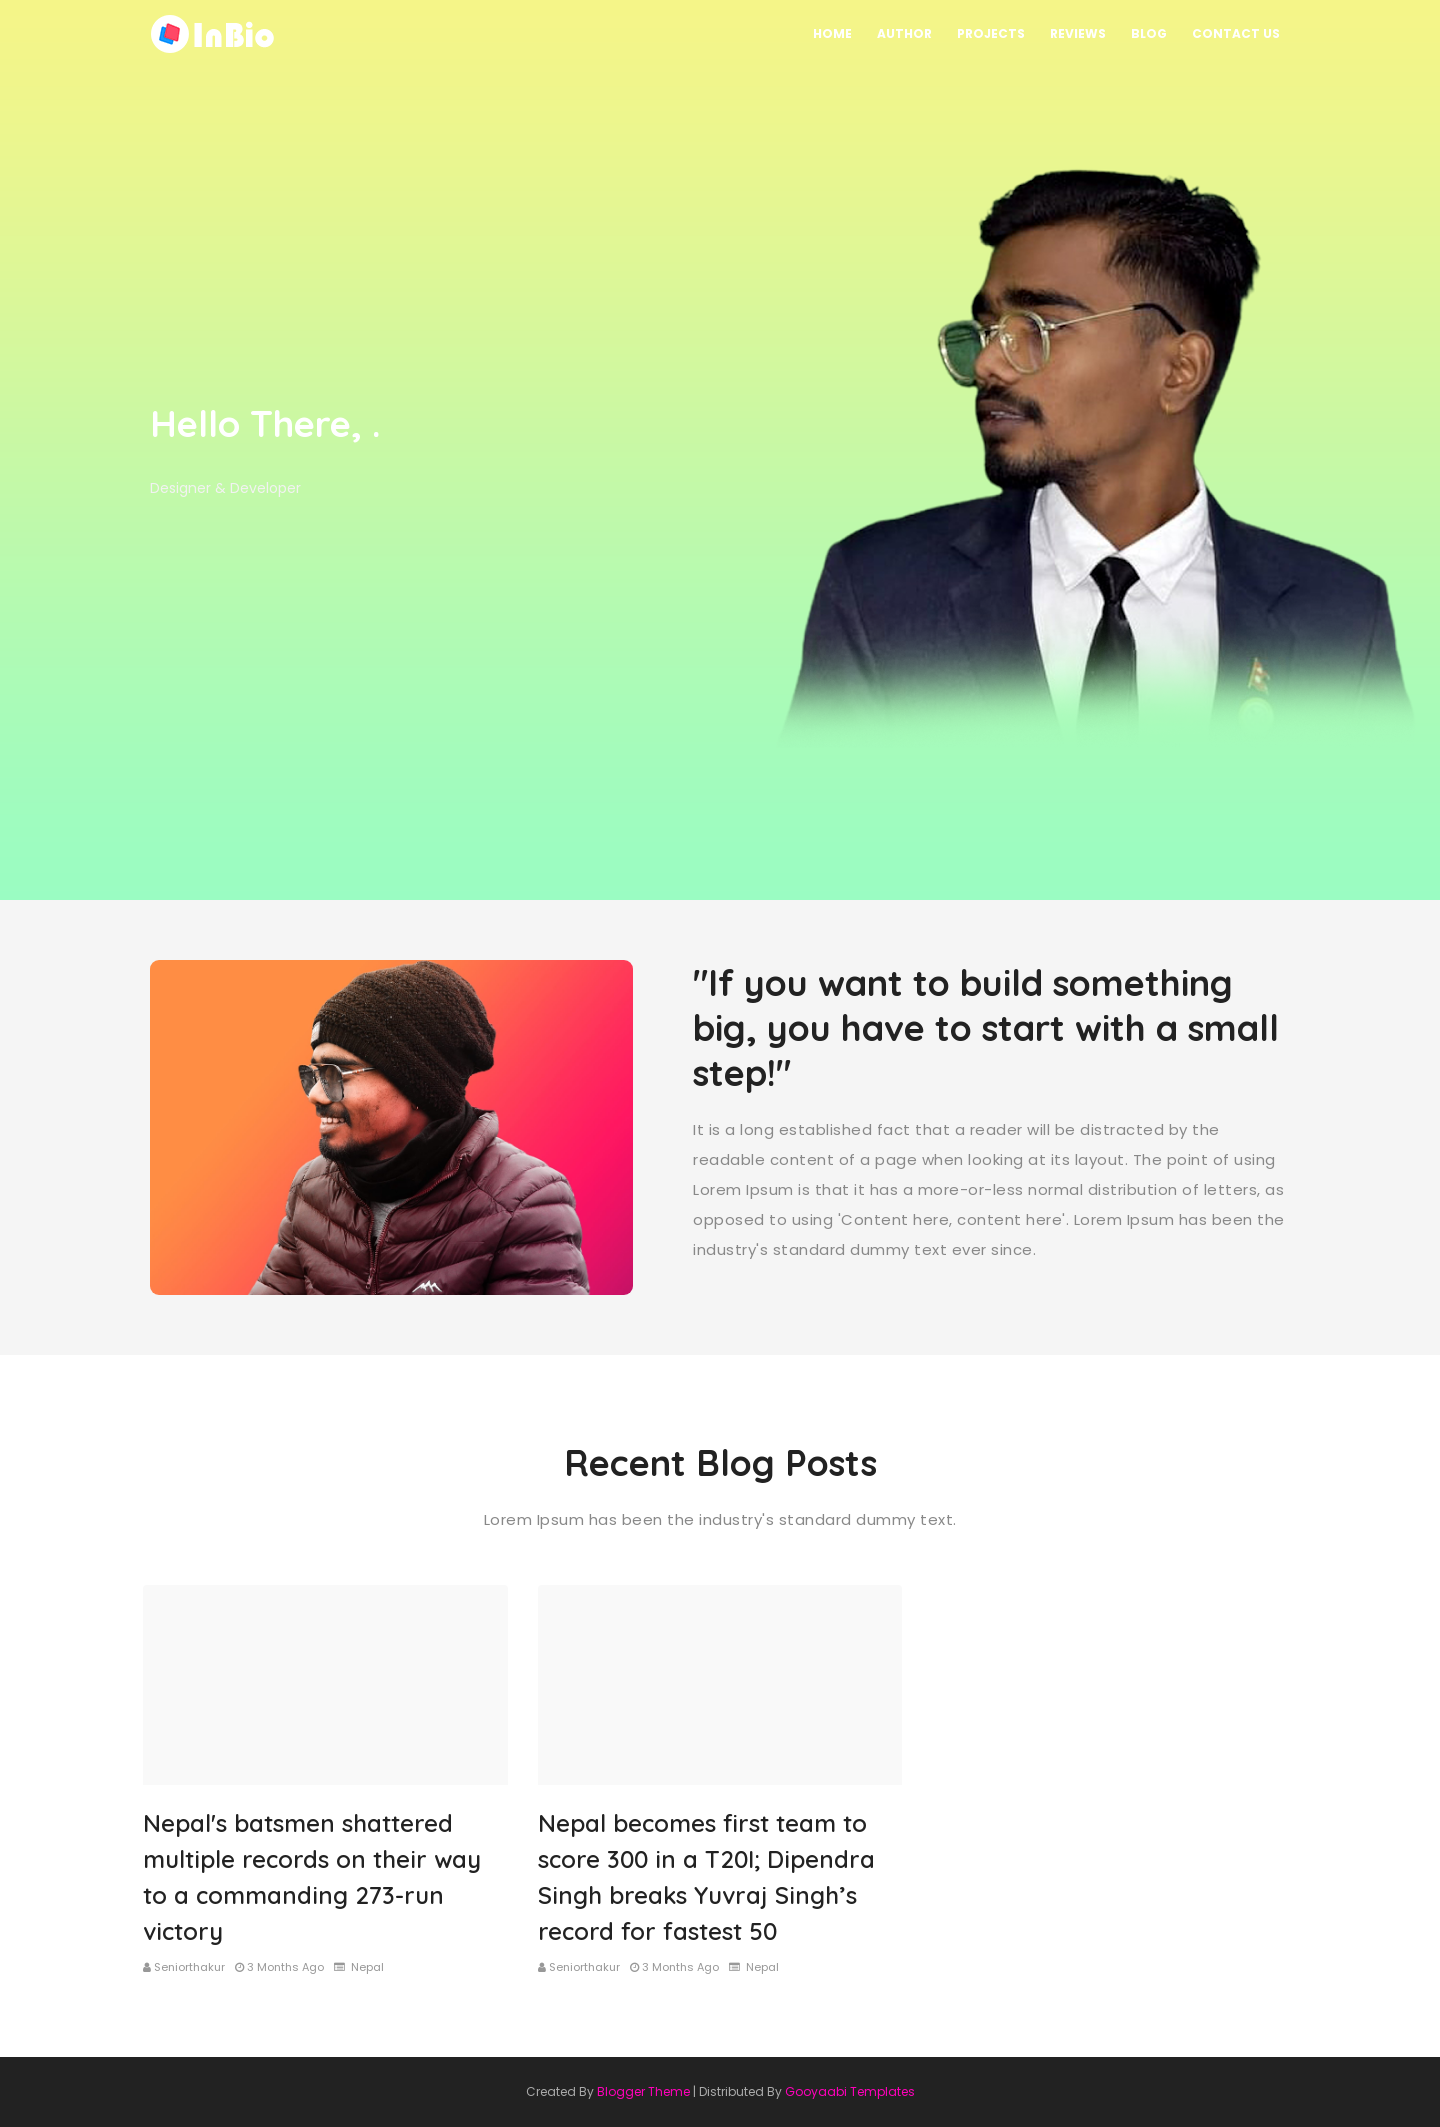 InBio
HOME AUTHOR PROJECTS REVIEWS BLOG CONTACT US
Hello There, .
Designer & Developer
"If you want to build something
big, you have to start with a small
step!"
It is a long established fact that a reader will be distracted by the
readable content of a page when looking at its layout. The point of using
Lorem Ipsum is that it has a more-or-less normal distribution of letters, as
opposed to using 'Content here, content here'. Lorem Ipsum has been the
industry's standard dummy text ever since.
Recent Blog Posts
Lorem Ipsum has been the industry's standard dummy text.
Nepal's batsmen shattered
multiple records on their way
to a commanding 273-run
victory
Seniorthakur 3 Months Ago Nepal
Nepal becomes first team to
score 300 in a T20I; Dipendra
Singh breaks Yuvraj Singh’s
record for fastest 50
Seniorthakur 3 Months Ago Nepal
Created By Blogger Theme | Distributed By Gooyaabi Templates